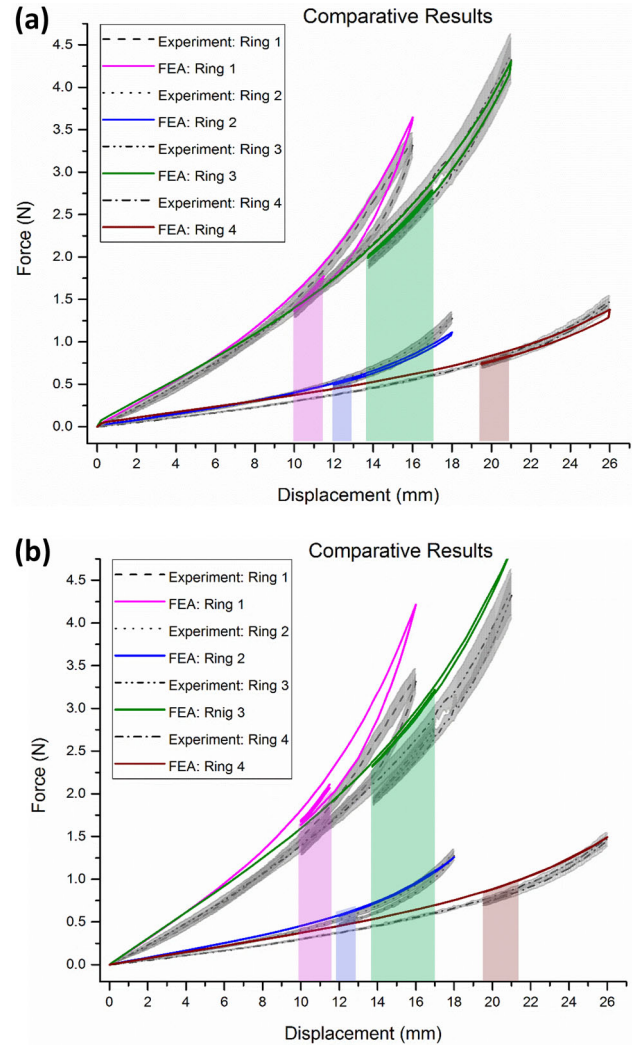 (a)
Comparative Results
Experiment: Ring 1
FEA: Ring 1
Experiment: Ring 2
FEA: Ring 2
Experiment: Ring 3
FEA: Ring 3
Experiment: Ring 4
FEA: Ring 4
4.5
4.0
3.5
3.0
2.5
2.0
1.5
1.0
0.5
0.0
Force (N)
0 2 4 6 8 10 12 14 16 18 20 22 24 26
Displacement (mm)
(b)
Comparative Results
Experiment: Ring 1
FEA: Ring 1
Experiment: Ring 2
FEA: Ring 2
Experiment: Ring 3
FEA: Rnig 3
Experiment: Ring 4
FEA: Ring 4
4.5
4.0
3.5
3.0
2.5
2.0
1.5
1.0
0.5
0.0
Force (N)
0 2 4 6 8 10 12 14 16 18 20 22 24 26
Displacement (mm)